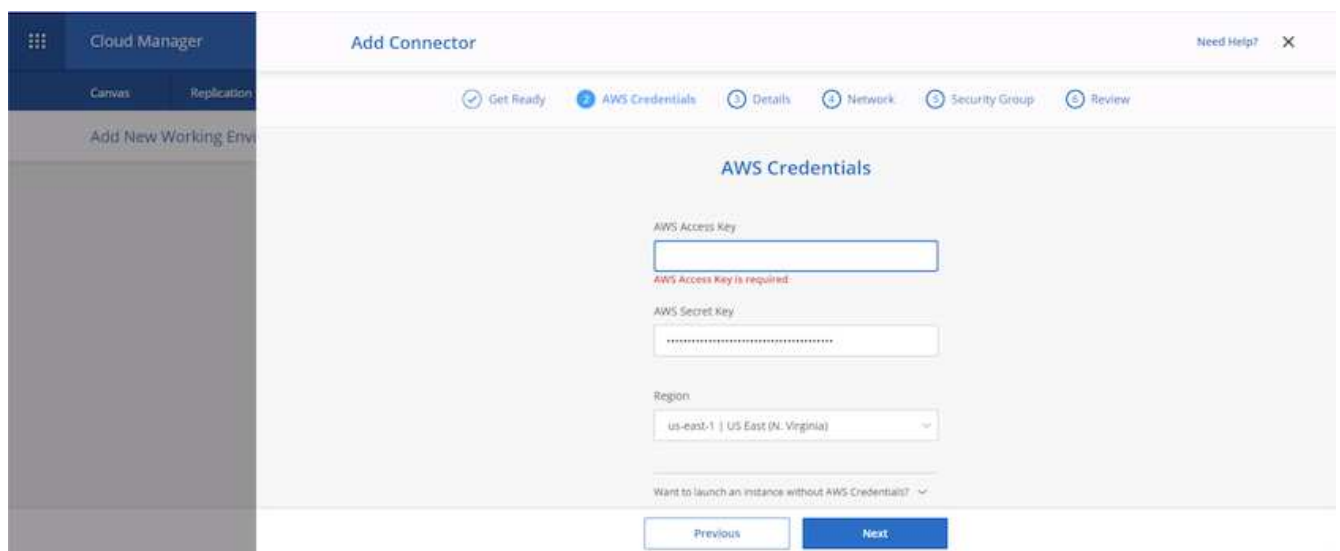 Cloud Manager
Add Connector
Need Help?
Canvas
Replication
Get Ready
2 AWS Credentials
3 Details
4 Network
5 Security Group
6 Review
Add New Working Envi
AWS Credentials
AWS Access Key
AWS Access Key is required
AWS Secret Key
Region
us-east-1 | US East (N. Virginia)
Want to launch an instance without AWS Credentials?
Previous
Next